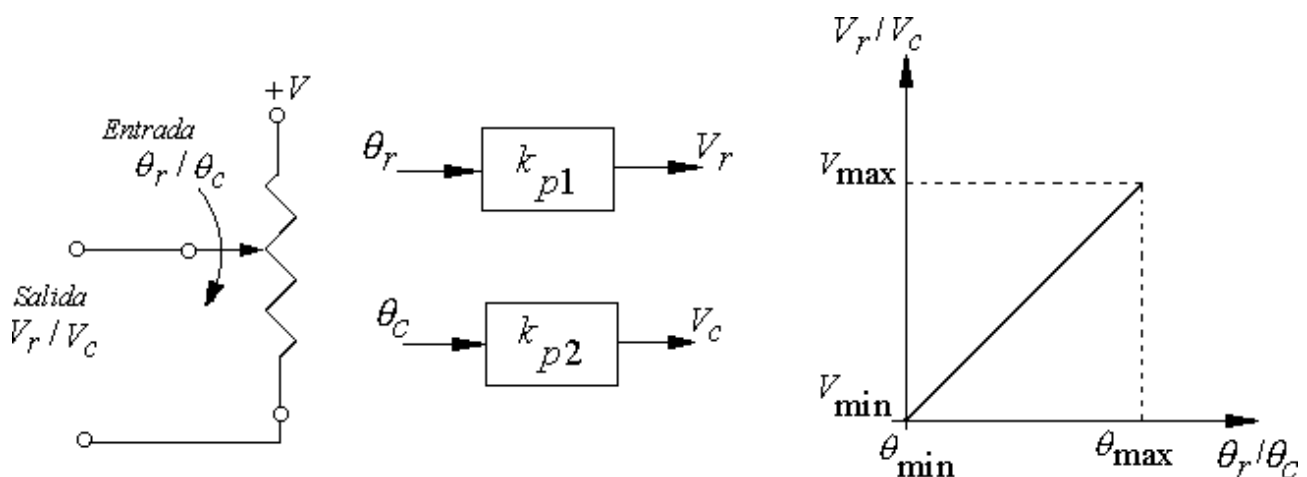 +V
Entrada
θr / θc
Salida
Vr / Vc
θr
kp1
Vr
θc
kp2
Vc
Vr / Vc
Vmax
Vmin
θmin
θmax
θr / θc